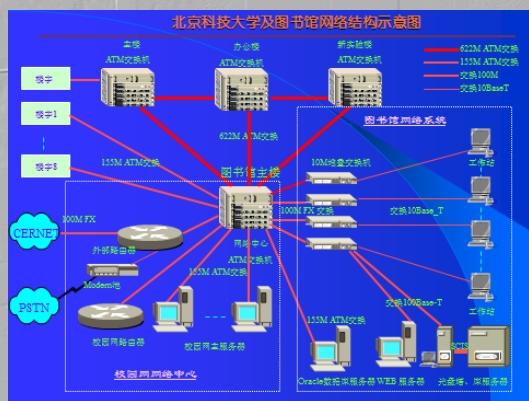 北京科技大学及图书馆网络结构示意图
主楼
ATM交换机
办公楼
ATM交换机
新实验楼
ATM交换机
622M ATM交换
155M ATM交换
交换100M
交换10BaseT
楼宇
楼宇1
楼宇8
622M ATM交换
155M ATM交换
图书馆网络系统
图书馆主楼
10M堆叠交换机
工作站
100M FX
CERNET
外部路由器
网络中心
ATM交换机
100M FX 交换
交换10Base_T
Modem池
155M ATM交换
PSTN
校园网路由器
校园网主服务器
工作站
交换100Base-T
155M ATM交换
SCIS
校园网网络中心
Oracle数据库服务器
WEB 服务器
光盘塔、库服务器